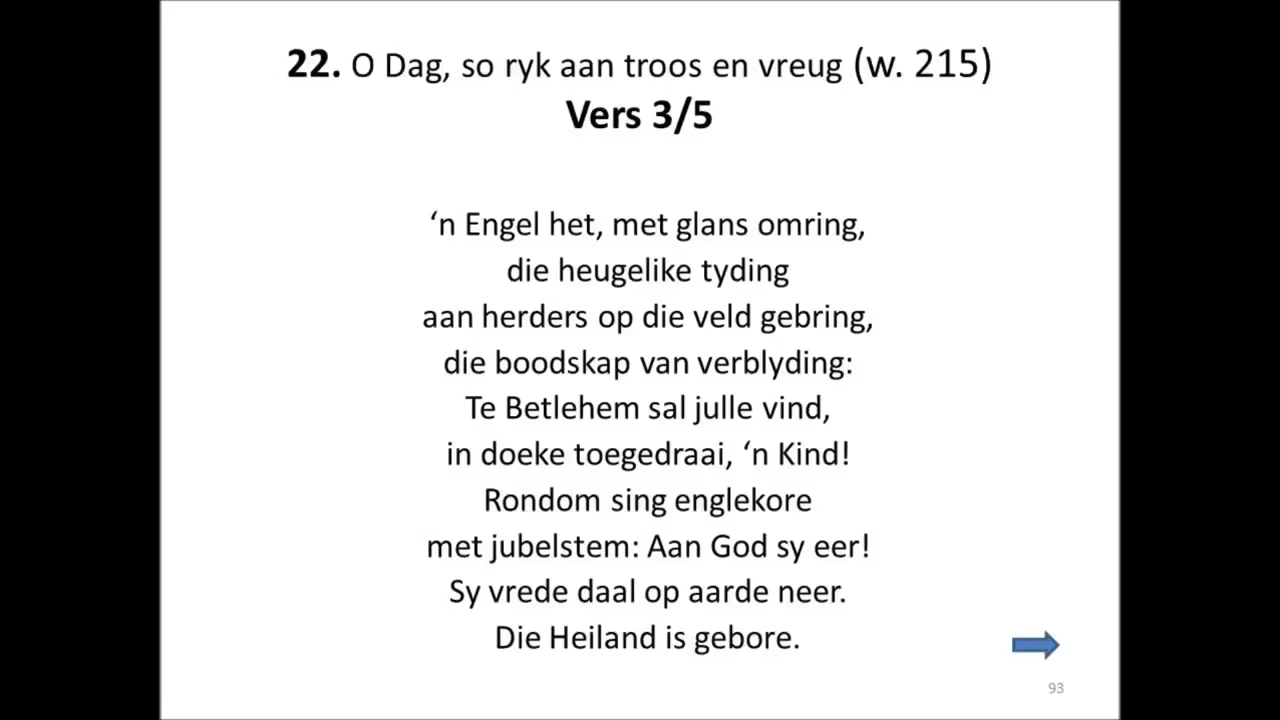 22. O Dag, so ryk aan troos en vreug (w. 215)
Vers 3/5
‘n Engel het, met glans omring,
die heugelike tyding
aan herders op die veld gebring,
die boodskap van verblyding:
Te Betlehem sal julle vind,
in doeke toegedraai, ‘n Kind!
Rondom sing englekore
met jubelstem: Aan God sy eer!
Sy vrede daal op aarde neer.
Die Heiland is gebore.
93